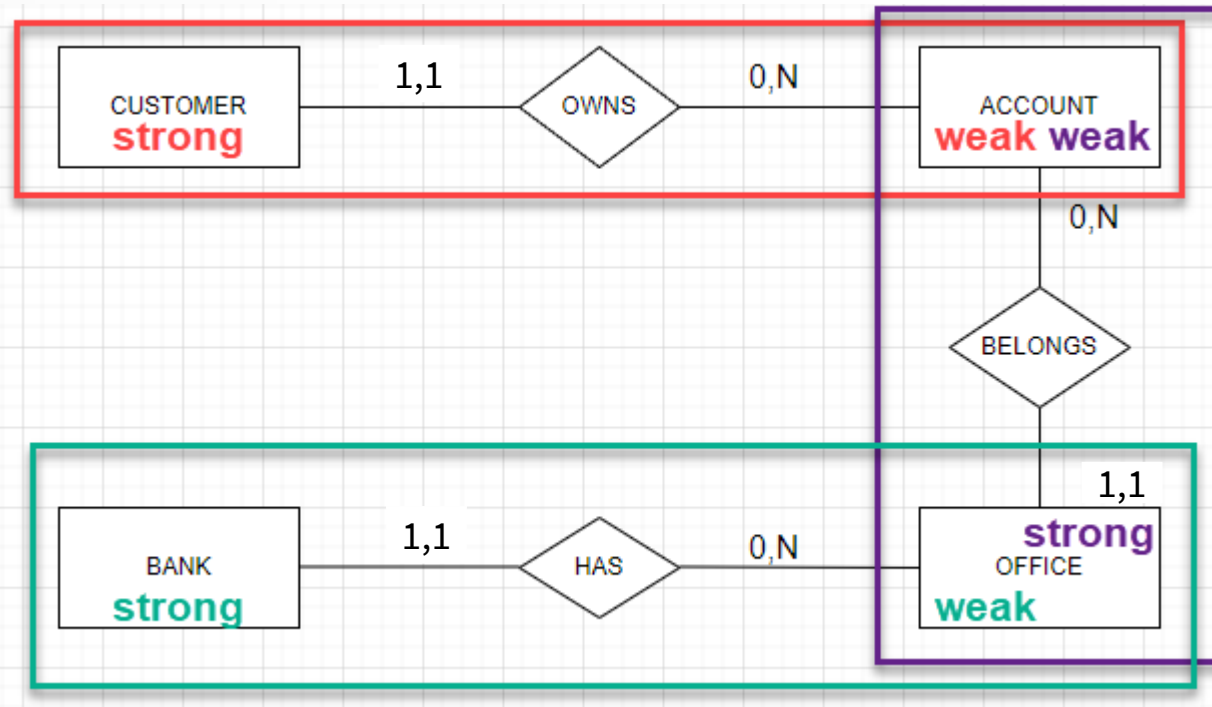 1,1
0,N
CUSTOMER
strong
OWNS
ACCOUNT
weak weak
0,N
BELONGS
1,1
1,1
0,N
strong
BANK
strong
HAS
OFFICE
weak